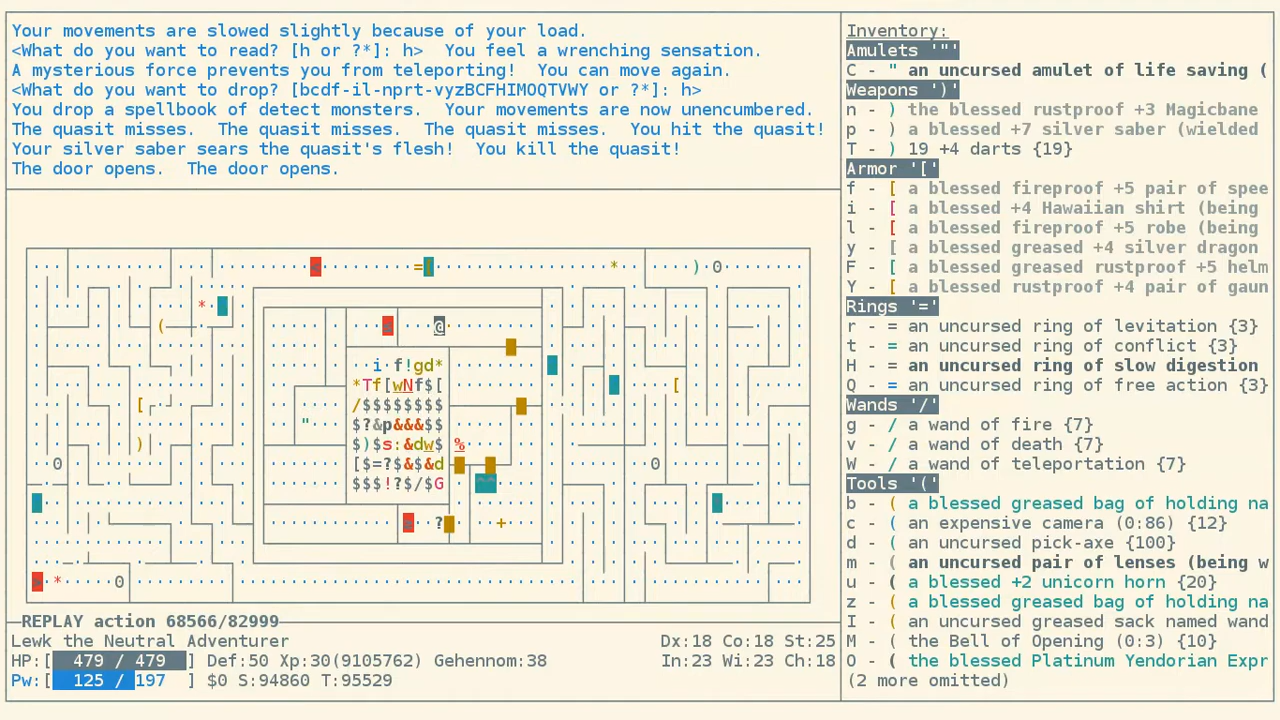 Your movements are slowed slightly because of your load.
<What do you want to read? [h or ?*]: h>  You feel a wrenching sensation.
A mysterious force prevents you from teleporting!  You can move again.
<What do you want to drop? [bcdf-il-nprt-vyzBCFHIMOQTVWY or ?*]: h>
You drop a spellbook of detect monsters.  Your movements are now unencumbered.
The quasit misses.  The quasit misses.  The quasit misses.  You hit the quasit!
Your silver saber sears the quasit's flesh!  You kill the quasit!
The door opens.  The door opens.
REPLAY action 68566/82999
Lewk the Neutral Adventurer
Dx:18 Co:18 St:25
HP:[  479 / 479  ] Def:50 Xp:30(9105762) Gehennom:38
In:23 Wi:23 Ch:18
Pw:[  125 / 197  ] $0 S:94860 T:95529
Inventory:
Amulets '"'
C - " an uncursed amulet of life saving (
Weapons ')'
n - ) the blessed rustproof +3 Magicbane
p - ) a blessed +7 silver saber (wielded
T - ) 19 +4 darts {19}
Armor '['
f - [ a blessed fireproof +5 pair of spee
i - [ a blessed +4 Hawaiian shirt (being
l - [ a blessed fireproof +5 robe (being
y - [ a blessed greased +4 silver dragon
F - [ a blessed greased rustproof +5 helm
Y - [ a blessed rustproof +4 pair of gaun
Rings '='
r - = an uncursed ring of levitation {3}
t - = an uncursed ring of conflict {3}
H - = an uncursed ring of slow digestion
Q - = an uncursed ring of free action {3}
Wands '/'
g - / a wand of fire {7}
v - / a wand of death {7}
W - / a wand of teleportation {7}
Tools '('
b - ( a blessed greased bag of holding na
c - ( an expensive camera (0:86) {12}
d - ( an uncursed pick-axe {100}
m - ( an uncursed pair of lenses (being w
u - ( a blessed +2 unicorn horn {20}
z - ( a blessed greased bag of holding na
I - ( an uncursed greased sack named wand
M - ( the Bell of Opening (0:3) {10}
O - ( the blessed Platinum Yendorian Expr
(2 more omitted)